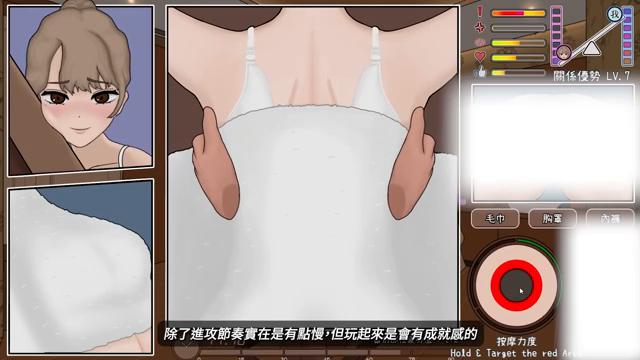 我
關係優勢 LV.7
毛巾 胸罩 內褲
按摩力度
Hold & Target the red Are
除了進攻節奏實在是有點慢，但玩起來是會有成就感的